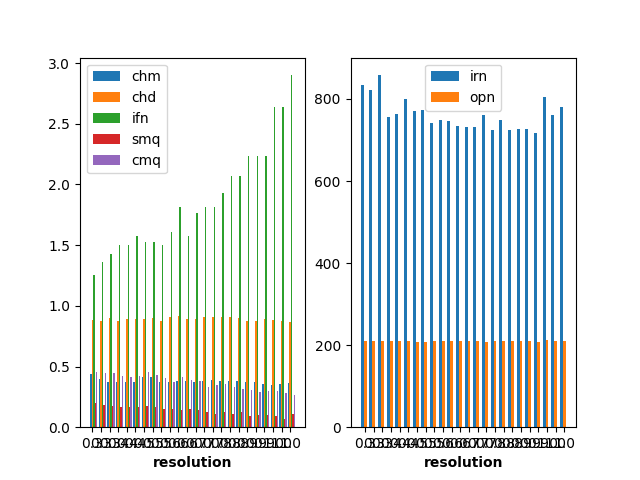 3.0
2.5
2.0
1.5
1.0
0.5
0.0
chm
chd
ifn
smq
cmq
resolution
800
600
400
200
0
irn
opn
resolution